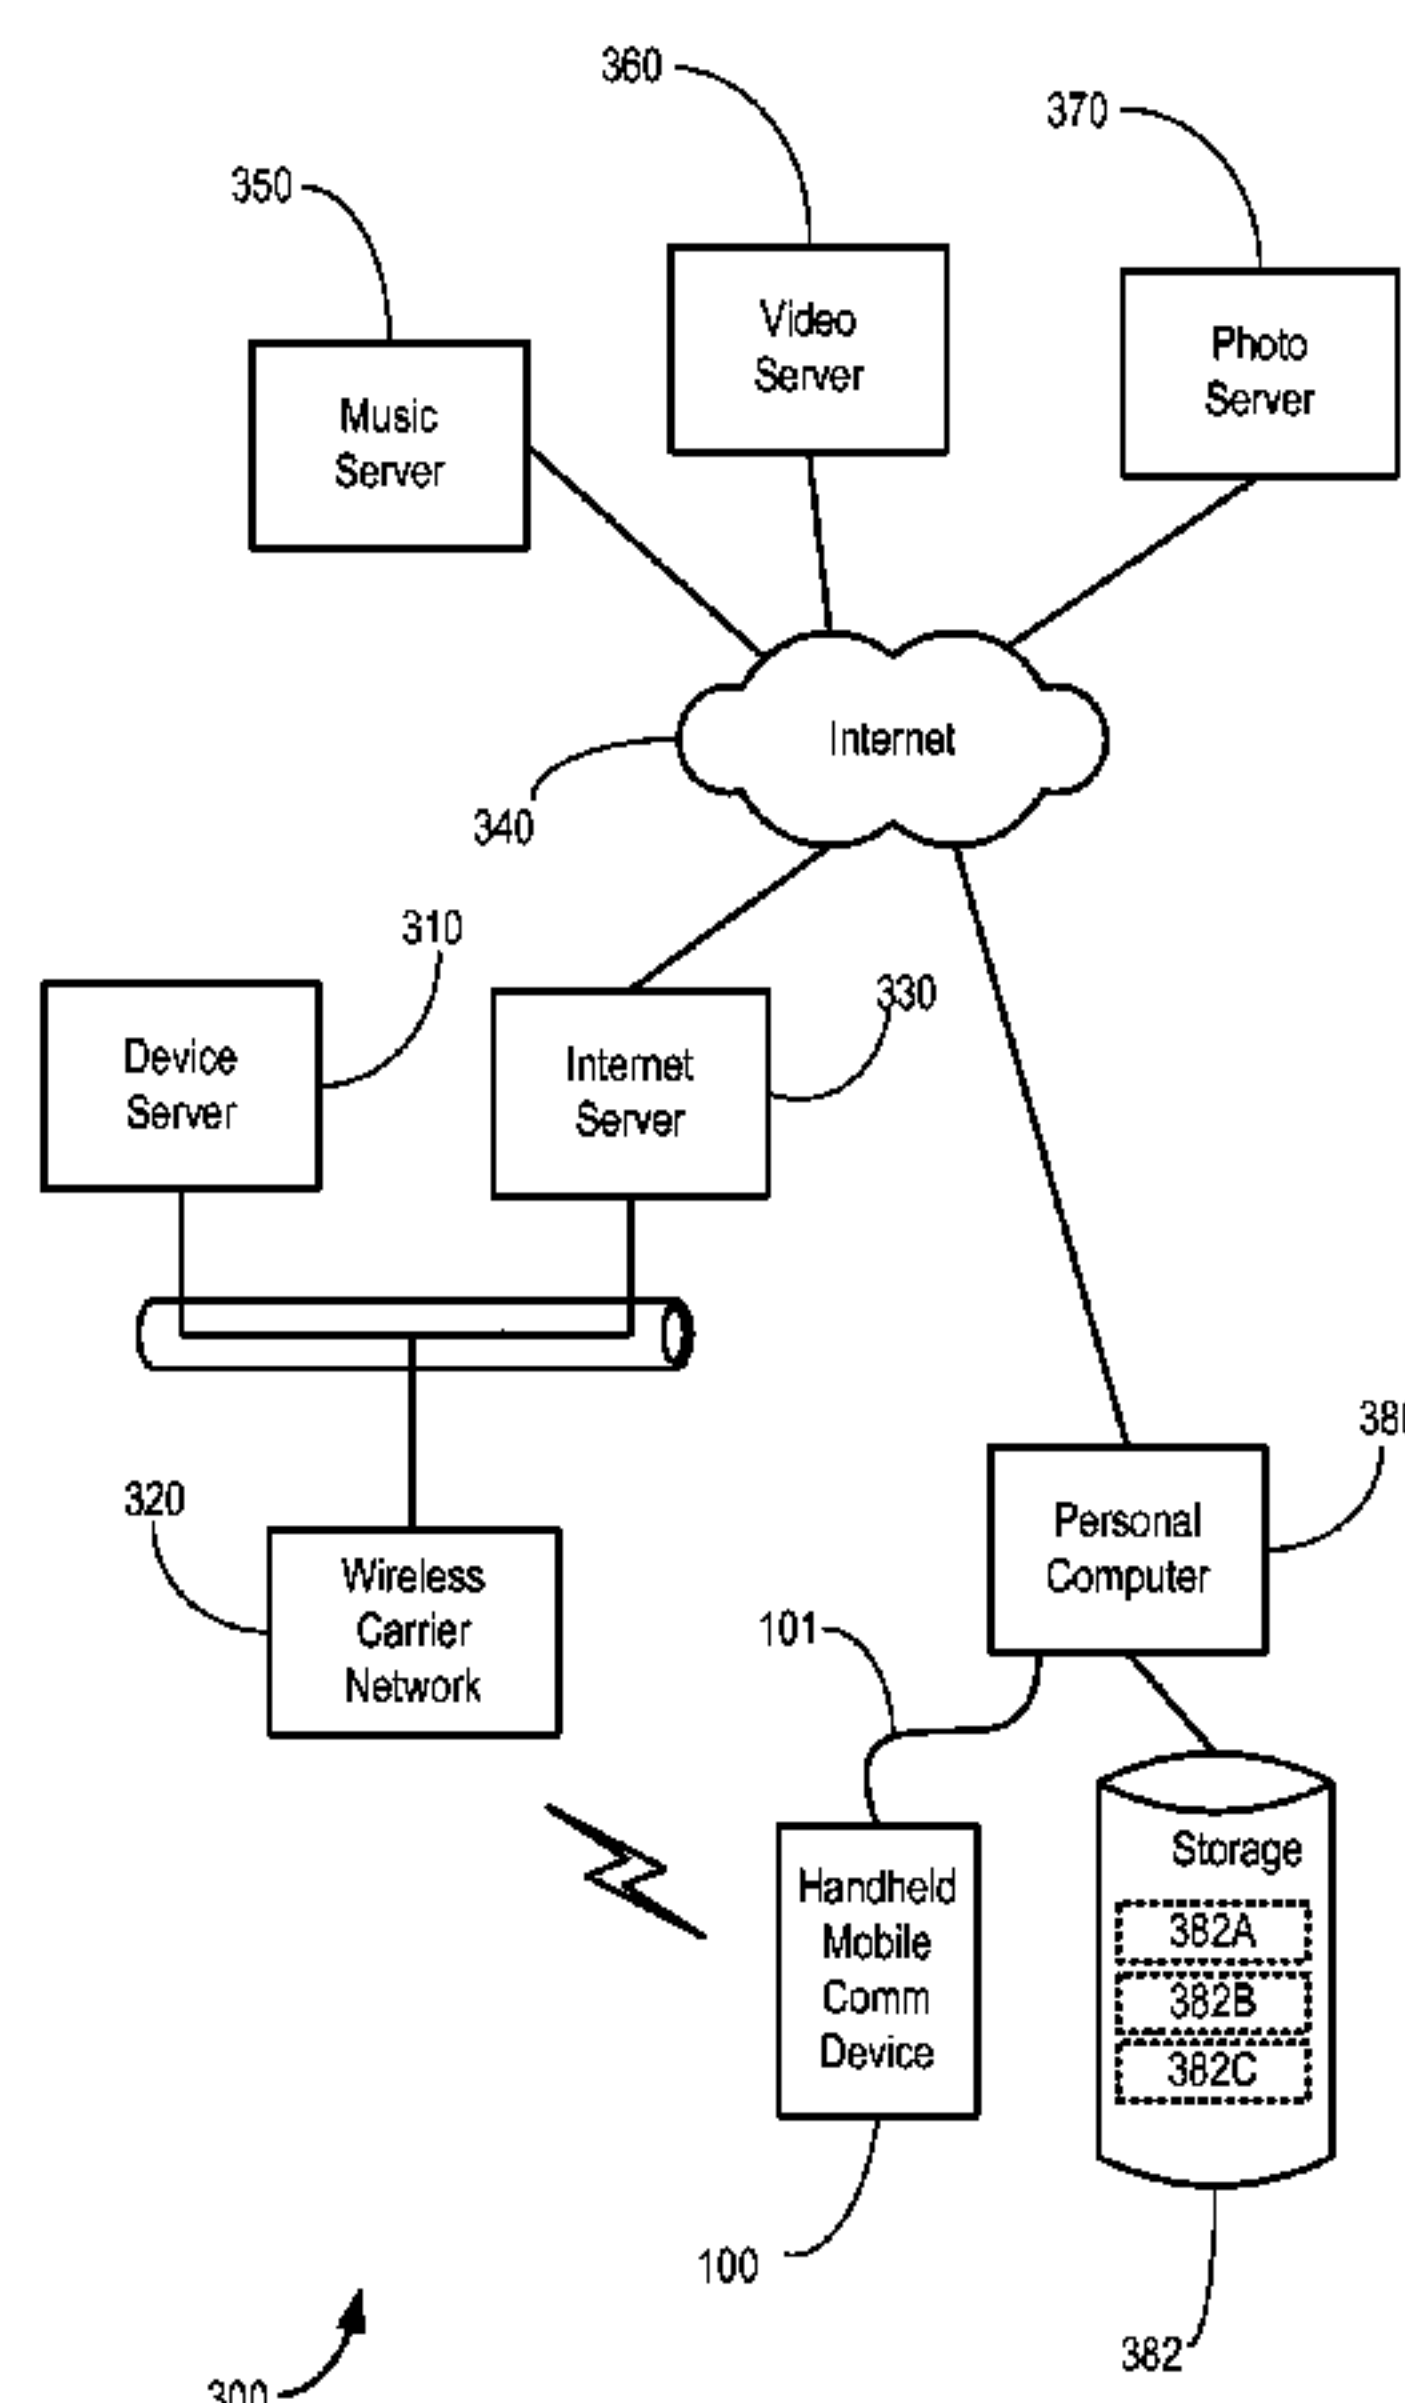 360
370
350
Video
Server
Photo
Server
Music
Server
Internet
340
310
330
Device
Server
Internet
Server
320
Wireless
Carrier
Network
Personal
Computer
101
Handheld
Mobile
Comm
Device
Storage
382A
382B
382C
100
382
300